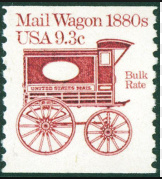 Mail Wagon 1880s
USA 9.3c
Bulk
Rate
UNITED STATES MAIL